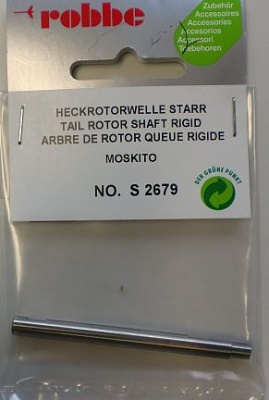 robbe
Zubehör
Accessoires
Accessories
Accesorios
Accessori
Toebehoren
HECKROTORWELLE STARR
TAIL ROTOR SHAFT RIGID
ARBRE DE ROTOR QUEUE RIGIDE
MOSKITO
NO. S 2679
DER GRÜNE PUNKT